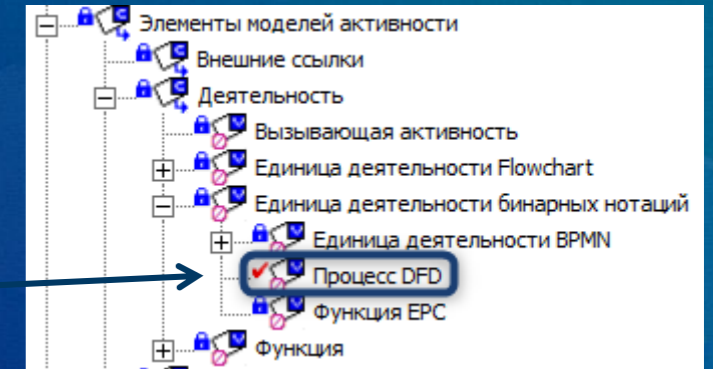 Элементы моделей активности
Внешние ссылки
Деятельность
Вызывающая активность
Единица деятельности Flowchart
Единица деятельности бинарных нотаций
Единица деятельности BPMN
Процесс DFD
Функция EPC
Функция